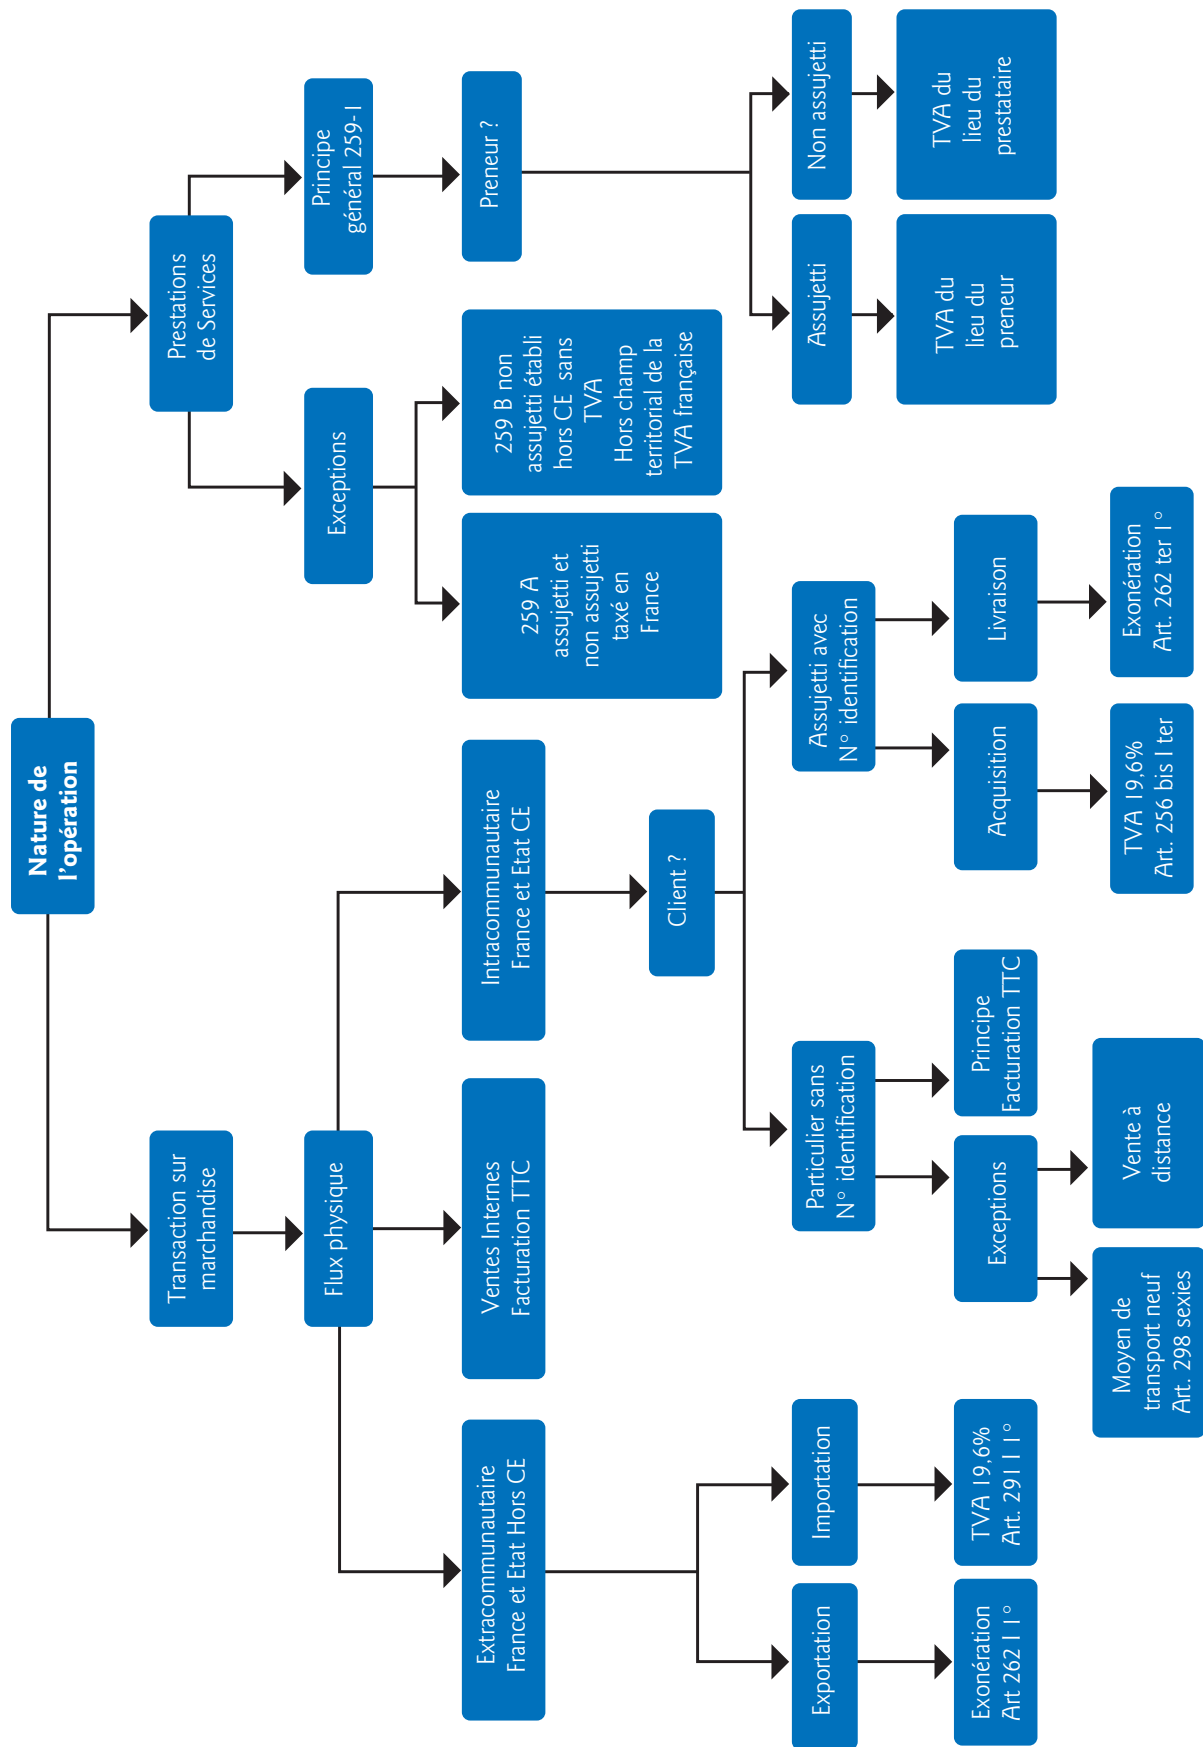 Nature de
l'opération
Transaction sur
marchandise
Prestations
de Services
Flux physique
Exceptions
Principe
général 259-1
Extracommunautaire
France et Etat Hors CE
Ventes Internes
Facturation TTC
Intracommunautaire
France et Etat CE
259 A
assujetti et
non assujetti
taxé en
France
259 B non
assujetti établi
hors CE sans
TVA
Hors champ
territorial de la
TVA française
Preneur ?
Client ?
Exportation
Importation
Particulier sans
N° identification
Assujetti avec
N° identification
Assujetti
Non assujetti
Exonération
Art 262 I 1°
TVA 19,6%
Art. 291 I 1°
Exceptions
Principe
Facturation TTC
Acquisition
Livraison
TVA du
lieu du
preneur
TVA du
lieu du
prestataire
Moyen de
transport neuf
Art. 298 sexies
Vente à
distance
TVA 19,6%
Art. 256 bis I ter
Exonération
Art. 262 ter 1°